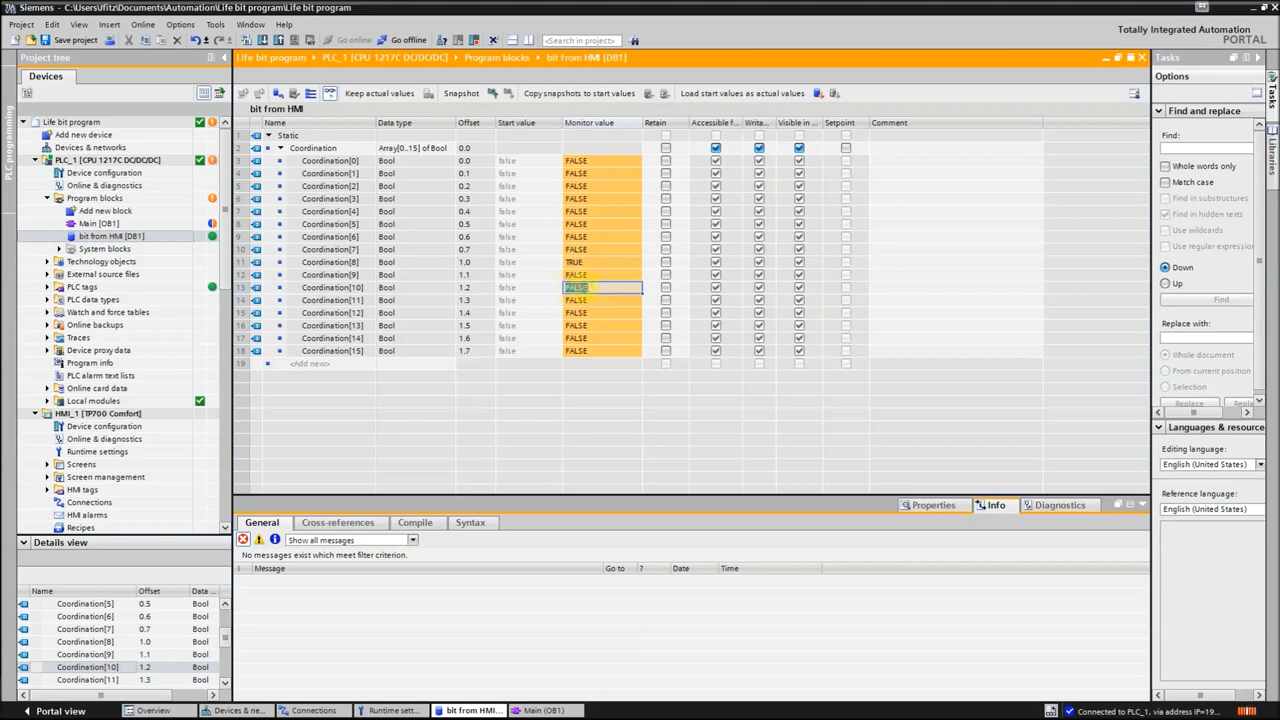 Siemens - C:\Users\lfitz\Documents\Automation\Life bit program\Life bit program
Project Edit View Insert Online Options Tools Window Help
Save project Go online Go offline <Search in project>
Totally Integrated Automation
PORTAL
Project tree
Life bit program ▸ PLC_1 [CPU 1217C DC/DC/DC] ▸ Program blocks ▸ bit from HMI [DB1]
Tasks
Devices
Options
Keep actual values Snapshot Copy snapshots to start values Load start values as actual values
bit from HMI
Name Data type Offset Start value Monitor value Retain Accessible f... Writa... Visible in ... Setpoint Comment
1 Static
2 Coordination Array[0..15] of Bool 0.0
3 Coordination[0] Bool 0.0 false FALSE
4 Coordination[1] Bool 0.1 false FALSE
5 Coordination[2] Bool 0.2 false FALSE
6 Coordination[3] Bool 0.3 false FALSE
7 Coordination[4] Bool 0.4 false FALSE
8 Coordination[5] Bool 0.5 false FALSE
9 Coordination[6] Bool 0.6 false FALSE
10 Coordination[7] Bool 0.7 false FALSE
11 Coordination[8] Bool 1.0 false TRUE
12 Coordination[9] Bool 1.1 false FALSE
13 Coordination[10] Bool 1.2 false FALSE
14 Coordination[11] Bool 1.3 false FALSE
15 Coordination[12] Bool 1.4 false FALSE
16 Coordination[13] Bool 1.5 false FALSE
17 Coordination[14] Bool 1.6 false FALSE
18 Coordination[15] Bool 1.7 false FALSE
19 <Add new>
Life bit program
Add new device
Devices & networks
PLC_1 [CPU 1217C DC/DC/DC]
Device configuration
Online & diagnostics
Program blocks
Add new block
Main [OB1]
bit from HMI [DB1]
System blocks
Technology objects
External source files
PLC tags
PLC data types
Watch and force tables
Online backups
Traces
Device proxy data
Program info
PLC alarm text lists
Online card data
Local modules
HMI_1 [TP700 Comfort]
Device configuration
Online & diagnostics
Runtime settings
Screens
Screen management
HMI tags
Connections
HMI alarms
Recipes
Find and replace
Find:
Whole words only
Match case
Find in substructures
Find in hidden texts
Use wildcards
Use regular expression
Down
Up
Find
Replace with:
Whole document
From current position
Selection
Replace
Languages & resource
Editing language:
English (United States)
Reference language:
English (United States)
Tasks
Libraries
PLC programming
Properties Info Diagnostics
General Cross-references Compile Syntax
Show all messages
No messages exist which meet filter criterion.
! Message Go to ? Date Time
Details view
Name Offset Data ...
Coordination[5] 0.5 Bool
Coordination[6] 0.6 Bool
Coordination[7] 0.7 Bool
Coordination[8] 1.0 Bool
Coordination[9] 1.1 Bool
Coordination[10] 1.2 Bool
Coordination[11] 1.3 Bool
Portal view Overview Devices & ne... Connections Runtime sett... bit from HMI... Main (OB1) Connected to PLC_1, via address IP=19...